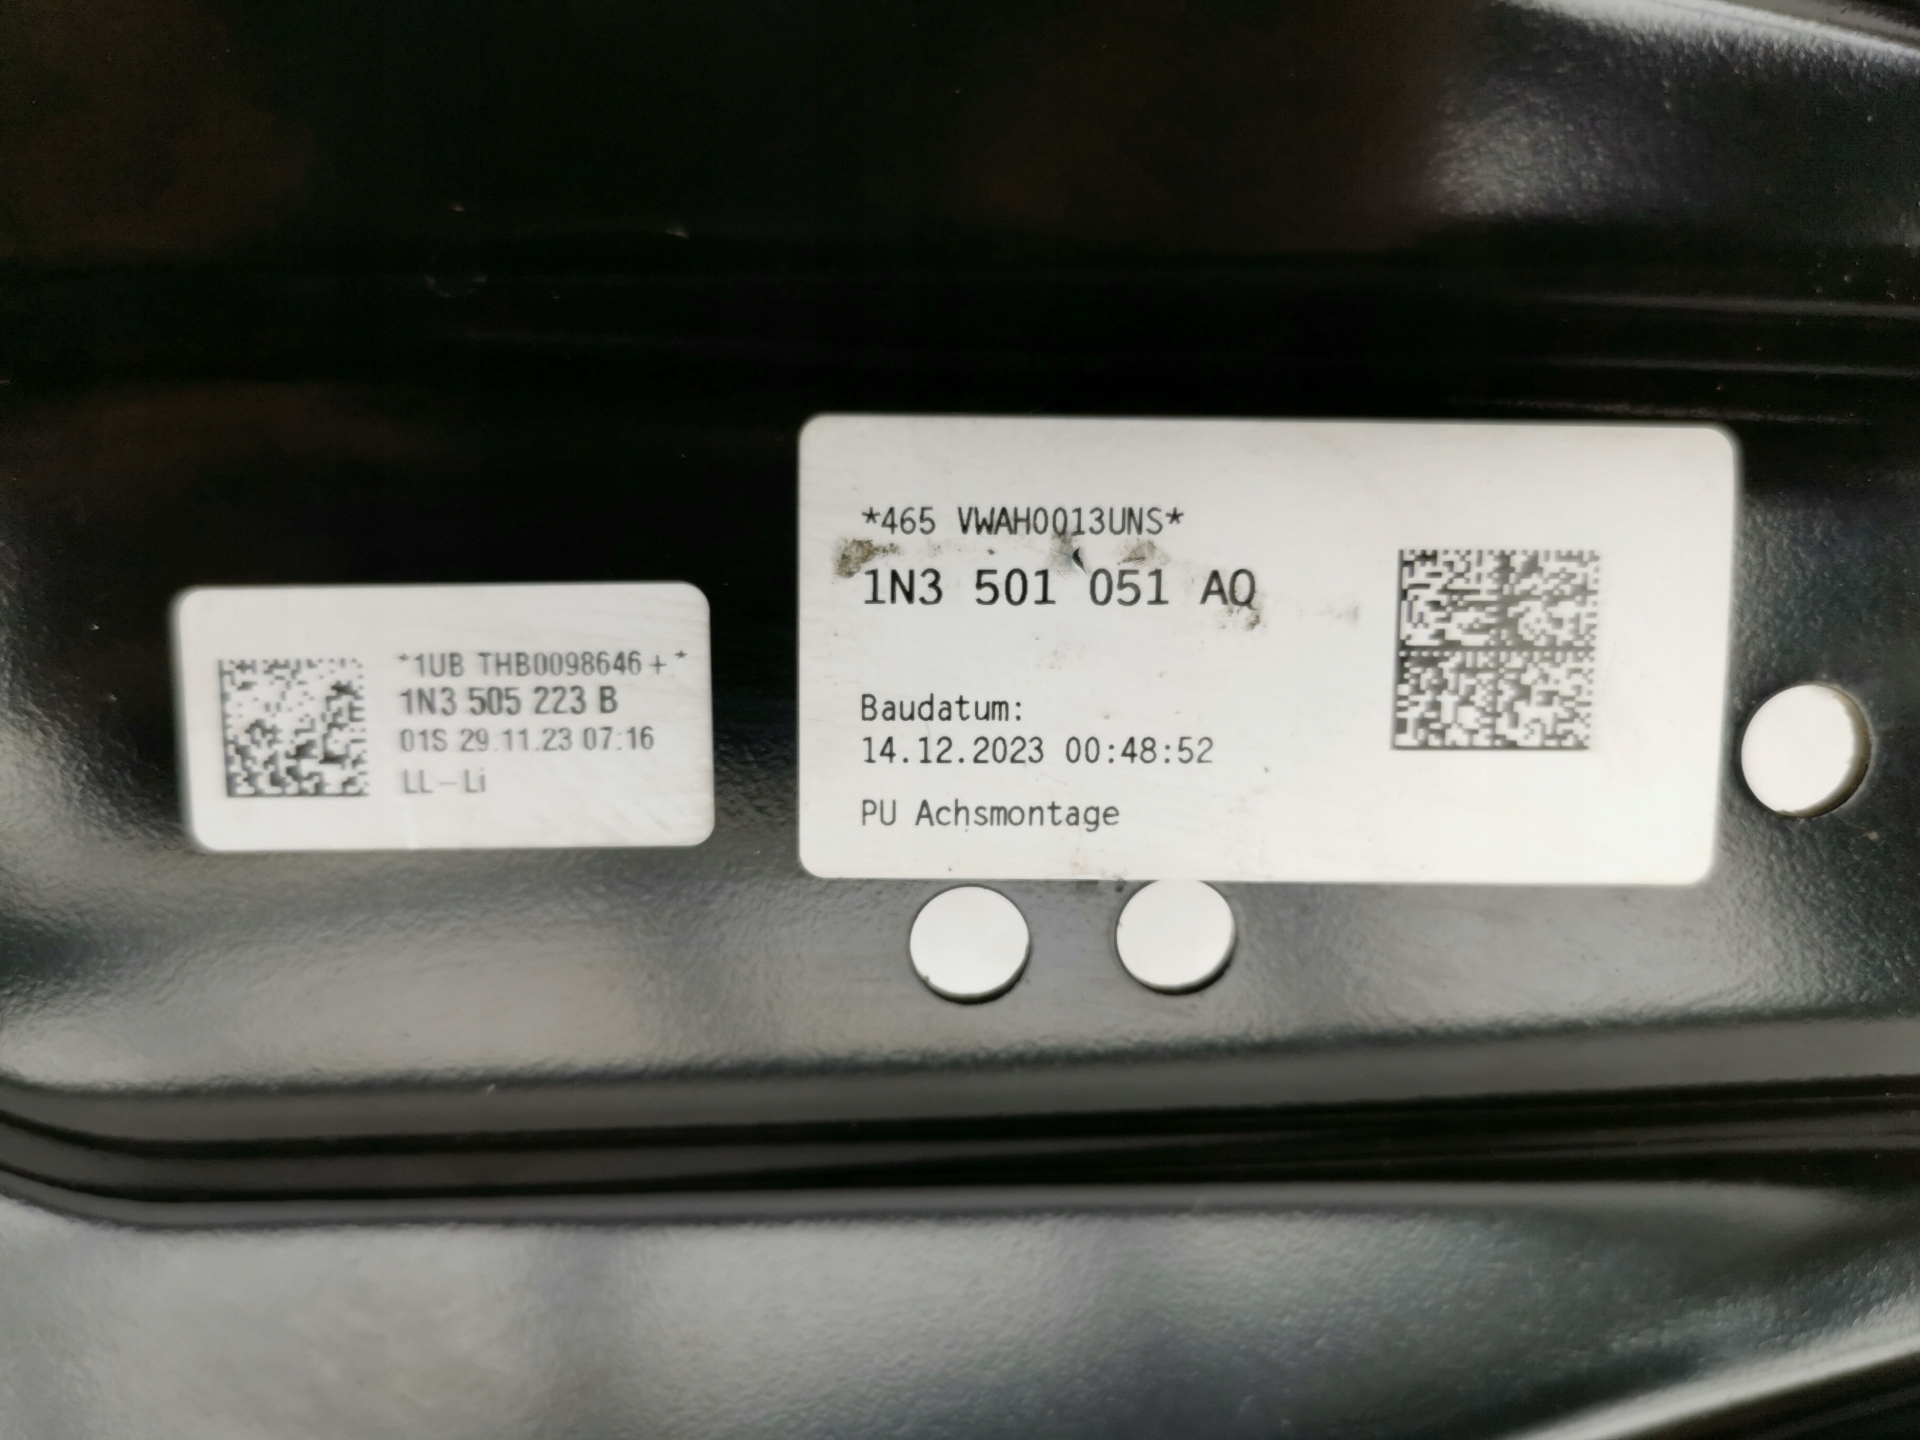 *1UB THB0098646+*
1N3 505 223 B
01S 29.11.23 07:16
LL-Li
*465 VWAH0013UNS*
1N3 501 051 AQ
Baudatum:
14.12.2023 00:48:52
PU Achsmontage